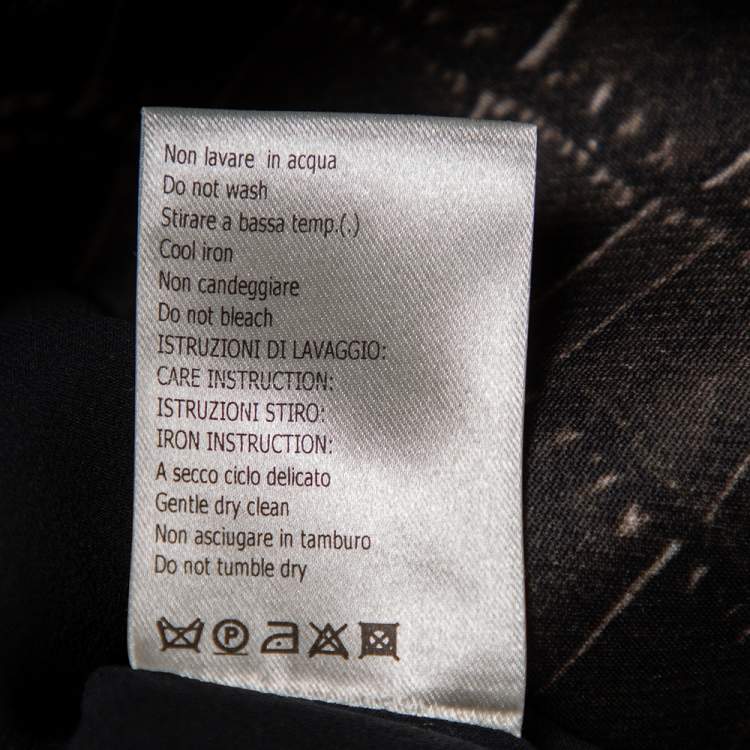 Non lavare in acqua
Do not wash
Stirare a bassa temp.(.)
Cool iron
Non candeggiare
Do not bleach
ISTRUZIONI DI LAVAGGIO:
CARE INSTRUCTION:
ISTRUZIONI STIRO:
IRON INSTRUCTION:
A secco ciclo delicato
Gentle dry clean
Non asciugare in tamburo
Do not tumble dry
P